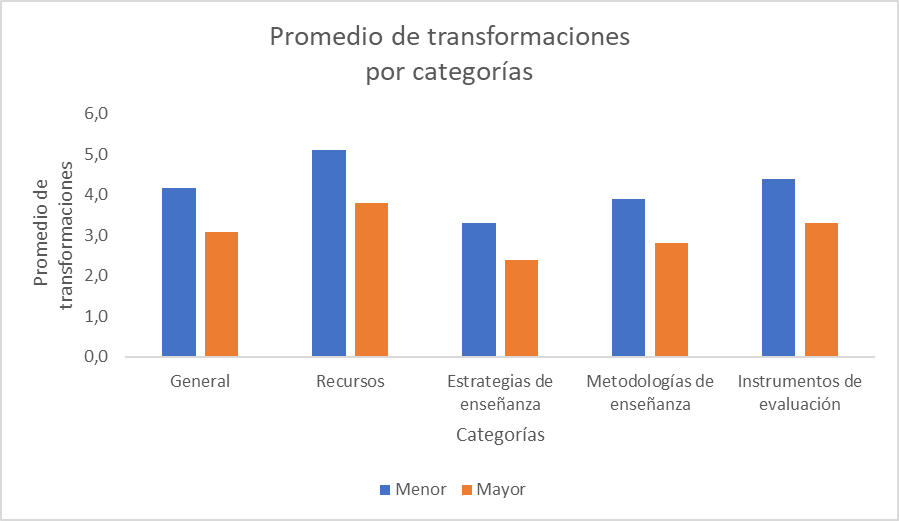 Promedio de transformaciones
por categorías
6,0
5,0
4,0
3,0
2,0
1,0
0,0
Promedio de
transformaciones
General
Recursos
Estrategias de
enseñanza
Metodologías de
enseñanza
Instrumentos de
evaluación
Categorías
Menor
Mayor